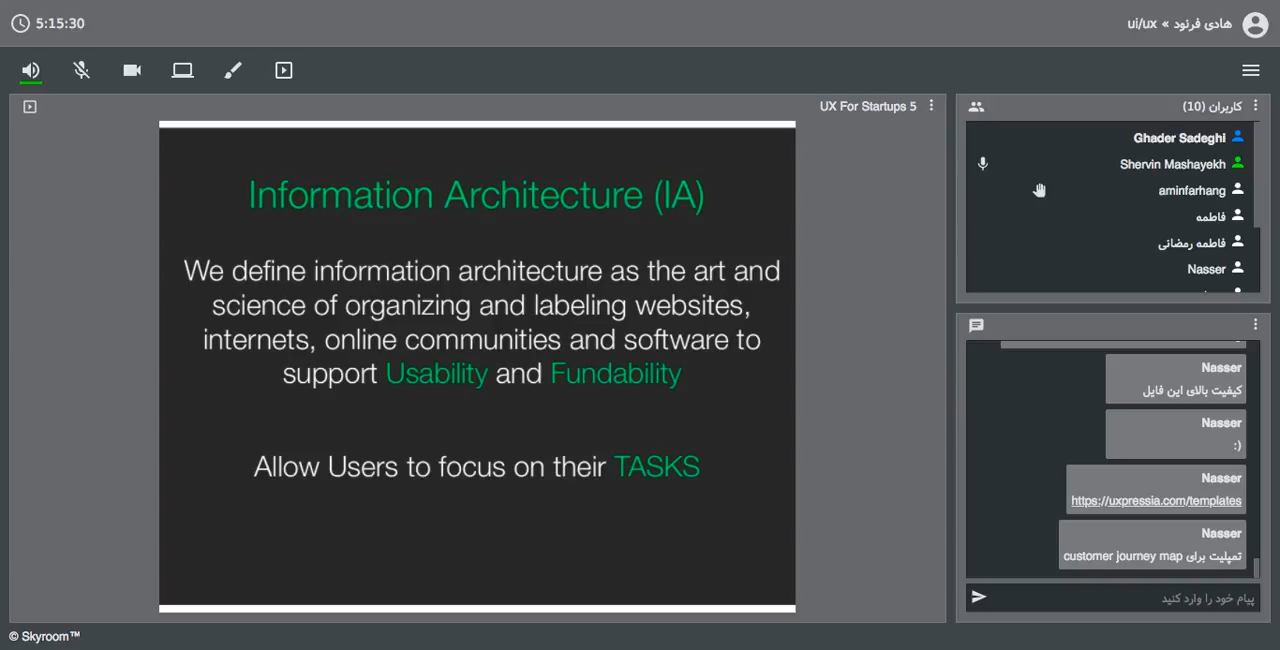 5:15:30
هادی فرنود » ui/ux
UX For Startups 5
Information Architecture (IA)
We define information architecture as the art and
science of organizing and labeling websites,
internets, online communities and software to
support Usability and Fundability
Allow Users to focus on their TASKS
کاربران (10)
Ghader Sadeghi
Shervin Mashayekh
aminfarhang
فاطمه
فاطمه رمضانی
Nasser
Nasser
کیفیت بالای این فایل
Nasser
:)
Nasser
https://uxpressia.com/templates
Nasser
تمپلیت برای customer journey map
پیام خود را وارد کنید
© Skyroom™